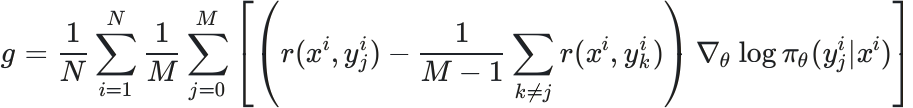 g = \frac{1}{N} \sum_{i=1}^{N} \frac{1}{M} \sum_{j=0}^{M} \left[ \left( r(x^i, y_j^i) - \frac{1}{M-1} \sum_{k \neq j} r(x^i, y_k^i) \right) \nabla_\theta \log \pi_\theta (y_j^i | x^i) \right]